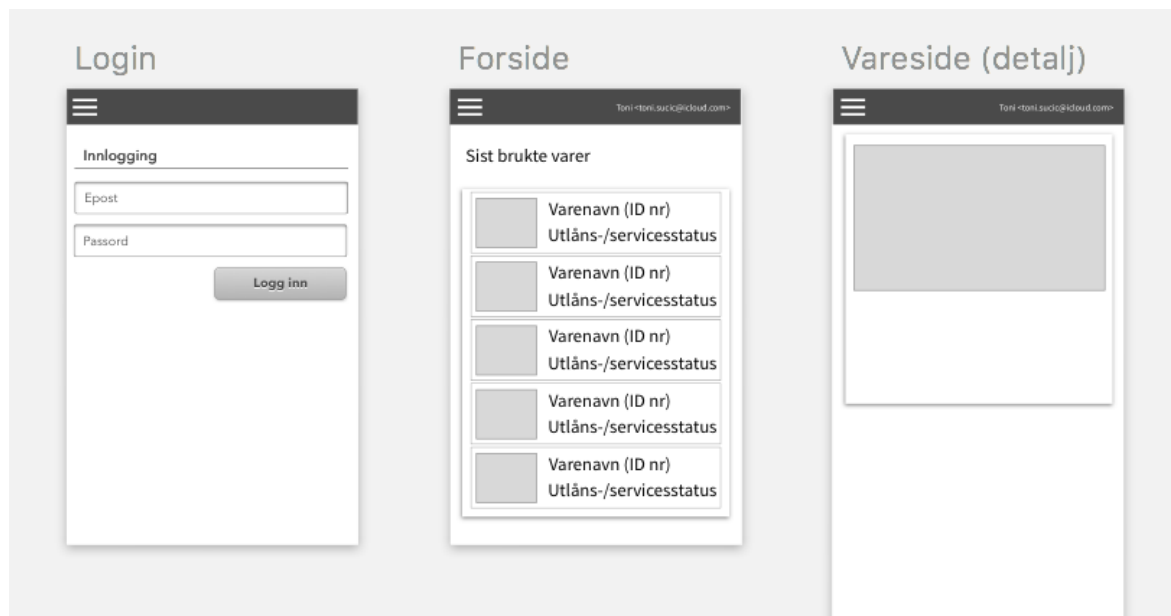 Login
Innlogging
Epost
Passord
Logg inn
Forside
Toni <toni.sucic@icloud.com>
Sist brukte varer
Varenavn (ID nr)
Utlåns-/servicesstatus
Varenavn (ID nr)
Utlåns-/servicesstatus
Varenavn (ID nr)
Utlåns-/servicesstatus
Varenavn (ID nr)
Utlåns-/servicesstatus
Varenavn (ID nr)
Utlåns-/servicesstatus
Vareside (detalj)
Toni <toni.sucic@icloud.com>